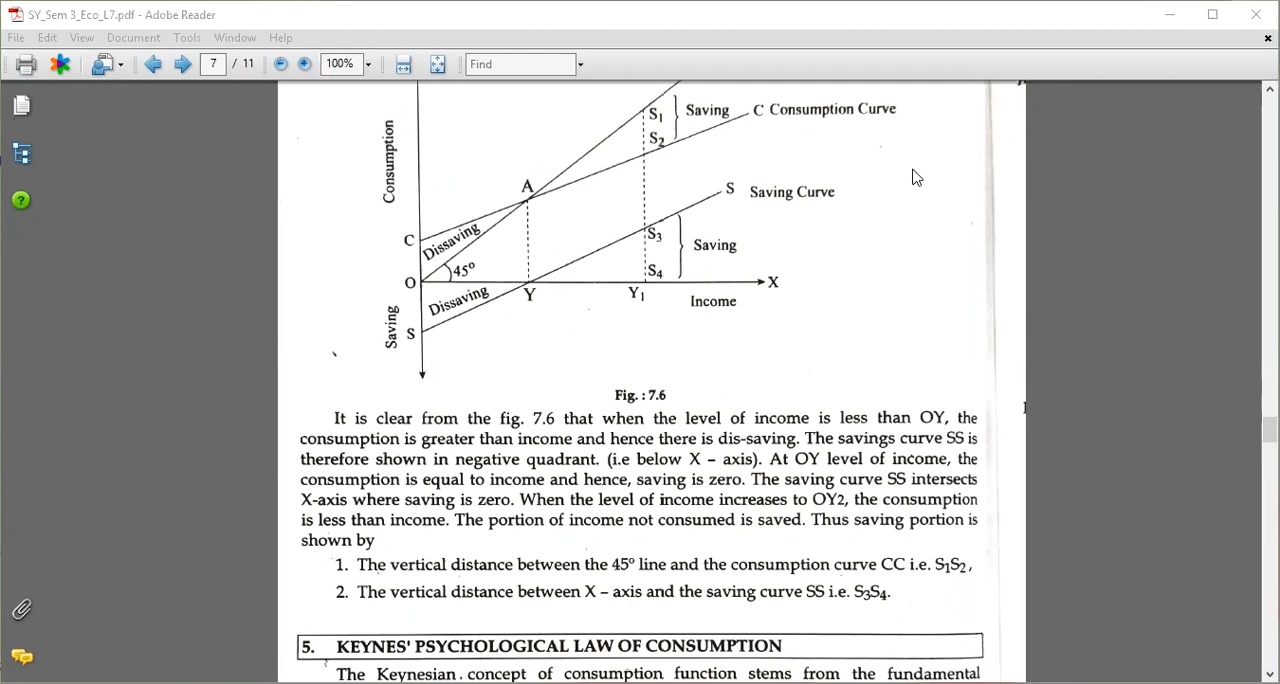 SY_Sem 3_Eco_L7.pdf - Adobe Reader
File Edit View Document Tools Window Help
7 / 11 100% Find
S1 Saving C Consumption Curve
S2
Consumption
A
S Saving Curve
C
Dissaving
S3
Saving
45°
S4
O
X
Dissaving
Y
Y1
Income
Saving
S
Fig. : 7.6
It is clear from the fig. 7.6 that when the level of income is less than OY, the
consumption is greater than income and hence there is dis-saving. The savings curve SS is
therefore shown in negative quadrant. (i.e below X – axis). At OY level of income, the
consumption is equal to income and hence, saving is zero. The saving curve SS intersects
X-axis where saving is zero. When the level of income increases to OY2, the consumption
is less than income. The portion of income not consumed is saved. Thus saving portion is
shown by
1. The vertical distance between the 45° line and the consumption curve CC i.e. S1S2,
2. The vertical distance between X – axis and the saving curve SS i.e. S3S4.
5. KEYNES' PSYCHOLOGICAL LAW OF CONSUMPTION
The Keynesian concept of consumption function stems from the fundamental